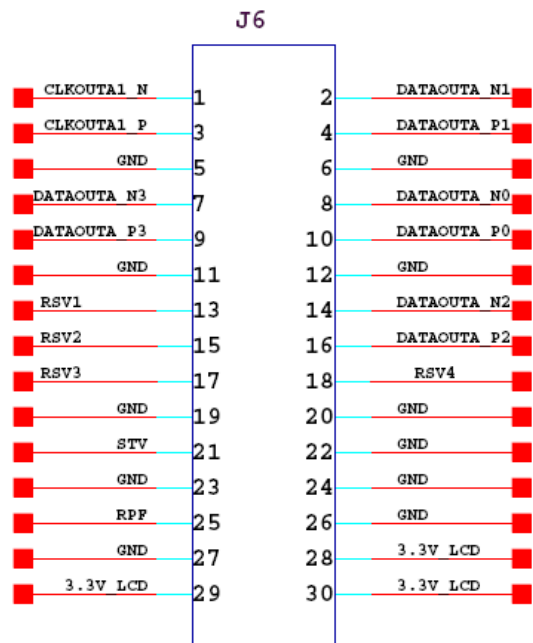 J6
CLKOUTA1_N 1 2 DATAOUTA_N1
CLKOUTA1_P 3 4 DATAOUTA_P1
GND 5 6 GND
DATAOUTA_N3 7 8 DATAOUTA_N0
DATAOUTA_P3 9 10 DATAOUTA_P0
GND 11 12 GND
RSV1 13 14 DATAOUTA_N2
RSV2 15 16 DATAOUTA_P2
RSV3 17 18 RSV4
GND 19 20 GND
STV 21 22 GND
GND 23 24 GND
RPF 25 26 GND
GND 27 28 3.3V_LCD
3.3V_LCD 29 30 3.3V_LCD